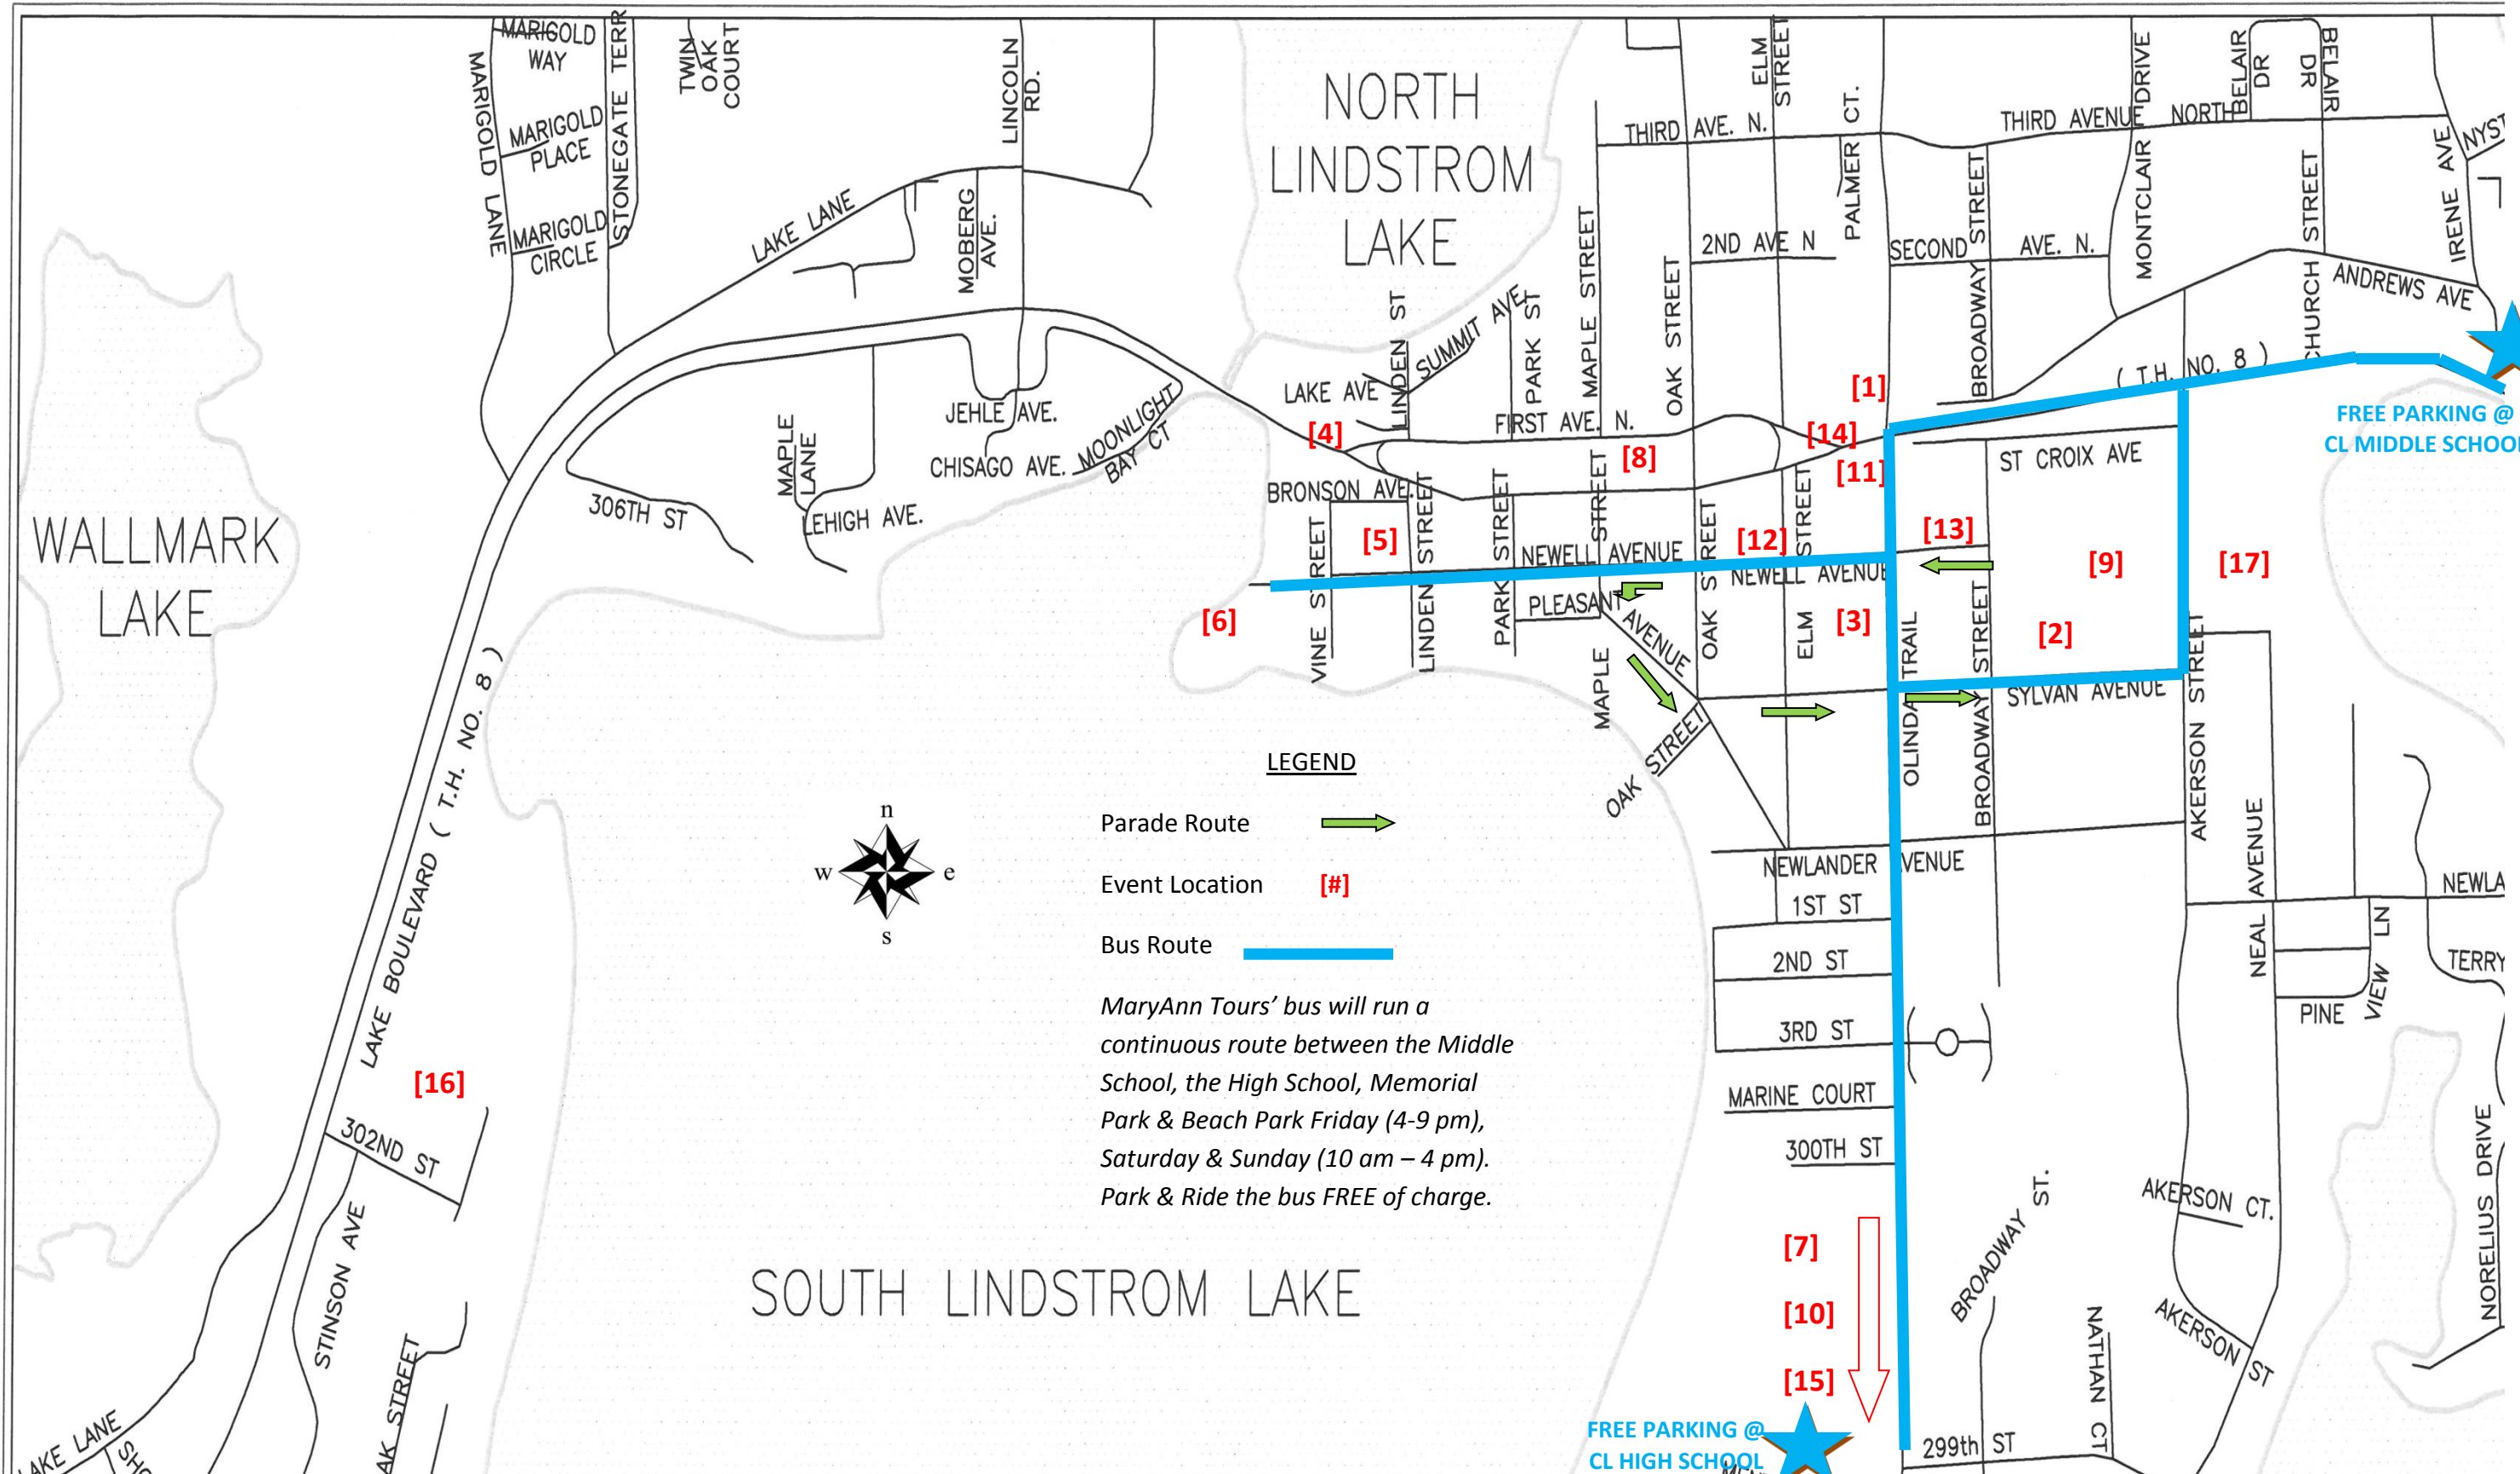 MARIGOLD
WAY
STONEGATE TERR
TWIN
OAK
COURT
LINCOLN
RD.
MARIGOLD LANE
MARIGOLD
PLACE
MARIGOLD
CIRCLE
LAKE LANE
MOBERG
AVE.
NORTH
LINDSTROM
LAKE
ELM
STREET
THIRD AVE. N.
PALMER CT.
THIRD AVENUE NORTH
MONTCLAIR DRIVE
BELAIR
DR
BELAIR
DR
IRENE AVE
2ND AVE N
SECOND AVE. N.
BROADWAY STREET
CHURCH STREET
ANDREWS AVE
MAPLE STREET
OAK STREET
LINDEN ST
SUMMIT AVE
PARK ST
LAKE AVE
FIRST AVE. N.
[1]
( T.H. NO. 8 )
FREE PARKING @
JEHLE AVE.
MOONLIGHT
BAY CT
CHISAGO AVE.
MAPLE
LANE
LEHIGH AVE.
306TH ST
[4]
[8]
[14]
[11]
ST CROIX AVE
BRONSON AVE.
[5]
[12]
[13]
[9]
[17]
WALLMARK
LAKE
VINE STREET
LINDEN STREET
PARK STREET
MAPLE STREET
OAK STREET
ELM STREET
NEWELL AVENUE
NEWELL AVENUE
[6]
PLEASANT AVENUE
[3]
[2]
OLINDA TRAIL
BROADWAY STREET
SYLVAN AVENUE
AKERSON STREET
OAK STREET
LAKE BOULEVARD ( T.H. NO. 8 )
LEGEND
Parade Route
Event Location [#]
Bus Route
n
w e
s
MaryAnn Tours' bus will run a
continuous route between the Middle
School, the High School, Memorial
Park & Beach Park Friday (4-9 pm),
Saturday & Sunday (10 am – 4 pm).
Park & Ride the bus FREE of charge.
NEWLANDER AVENUE
1ST ST
2ND ST
3RD ST
MARINE COURT
300TH ST
NEAL AVENUE
PINE VIEW LN
TERRY
[16]
302ND ST
STINSON AVE
SOUTH LINDSTROM LAKE
[7]
[10]
[15]
BROADWAY ST.
AKERSON CT.
AKERSON ST
NATHAN CT
NORELIUS DRIVE
FREE PARKING @
CL HIGH SCHOOL
299th ST
CL MIDDLE SCHOOL
LAKE LANE